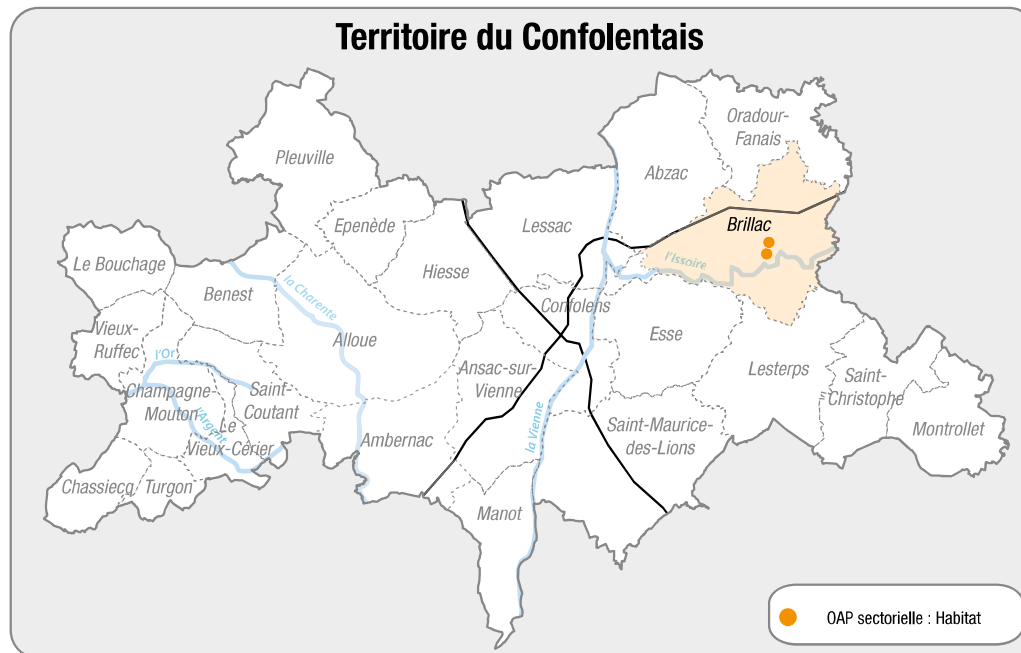 Territoire du Confolentais
Oradour-
Fanais
Pleuville
Abzac
Epenède
Lessac
Brillac
Le Bouchage
Hiesse
l'Issoire
Benest
la Charente
Confolens
Vieux-
Ruffec
Alloue
Esse
l'Or
Ansac-sur-
Vienne
Lesterps
Saint-
Christophe
Champagne-
Mouton
Saint-
Coutant
l'Argent
Le
Vieux-Cérier
Ambernac
la Vienne
Saint-Maurice-
des-Lions
Montrollet
Chassiecq
Turgon
Manot
OAP sectorielle : Habitat